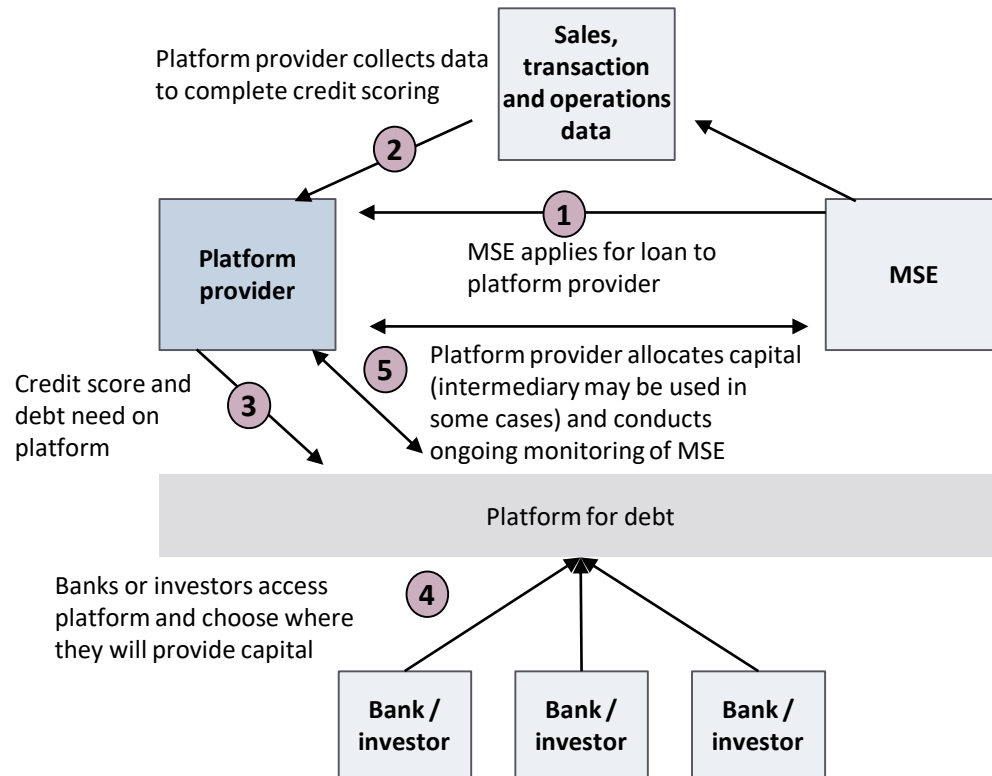 Sales,
transaction
and operations
data
Platform provider collects data
to complete credit scoring
2
1
Platform
provider
MSE applies for loan to
platform provider
MSE
5
Platform provider allocates capital
(intermediary may be used in
some cases) and conducts
ongoing monitoring of MSE
Credit score and
debt need on
platform
3
Platform for debt
Banks or investors access
platform and choose where
they will provide capital
4
Bank /
investor
Bank /
investor
Bank /
investor